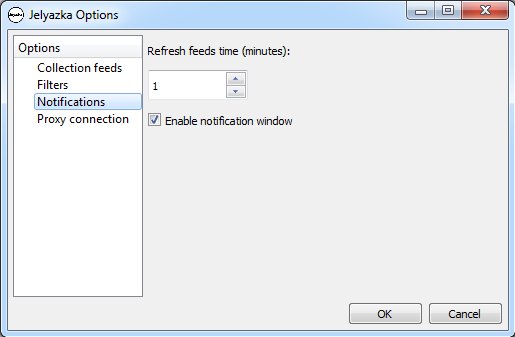 Jelyazka Options
Options
Collection feeds
Filters
Notifications
Proxy connection
Refresh feeds time (minutes):
1
Enable notification window
OK
Cancel